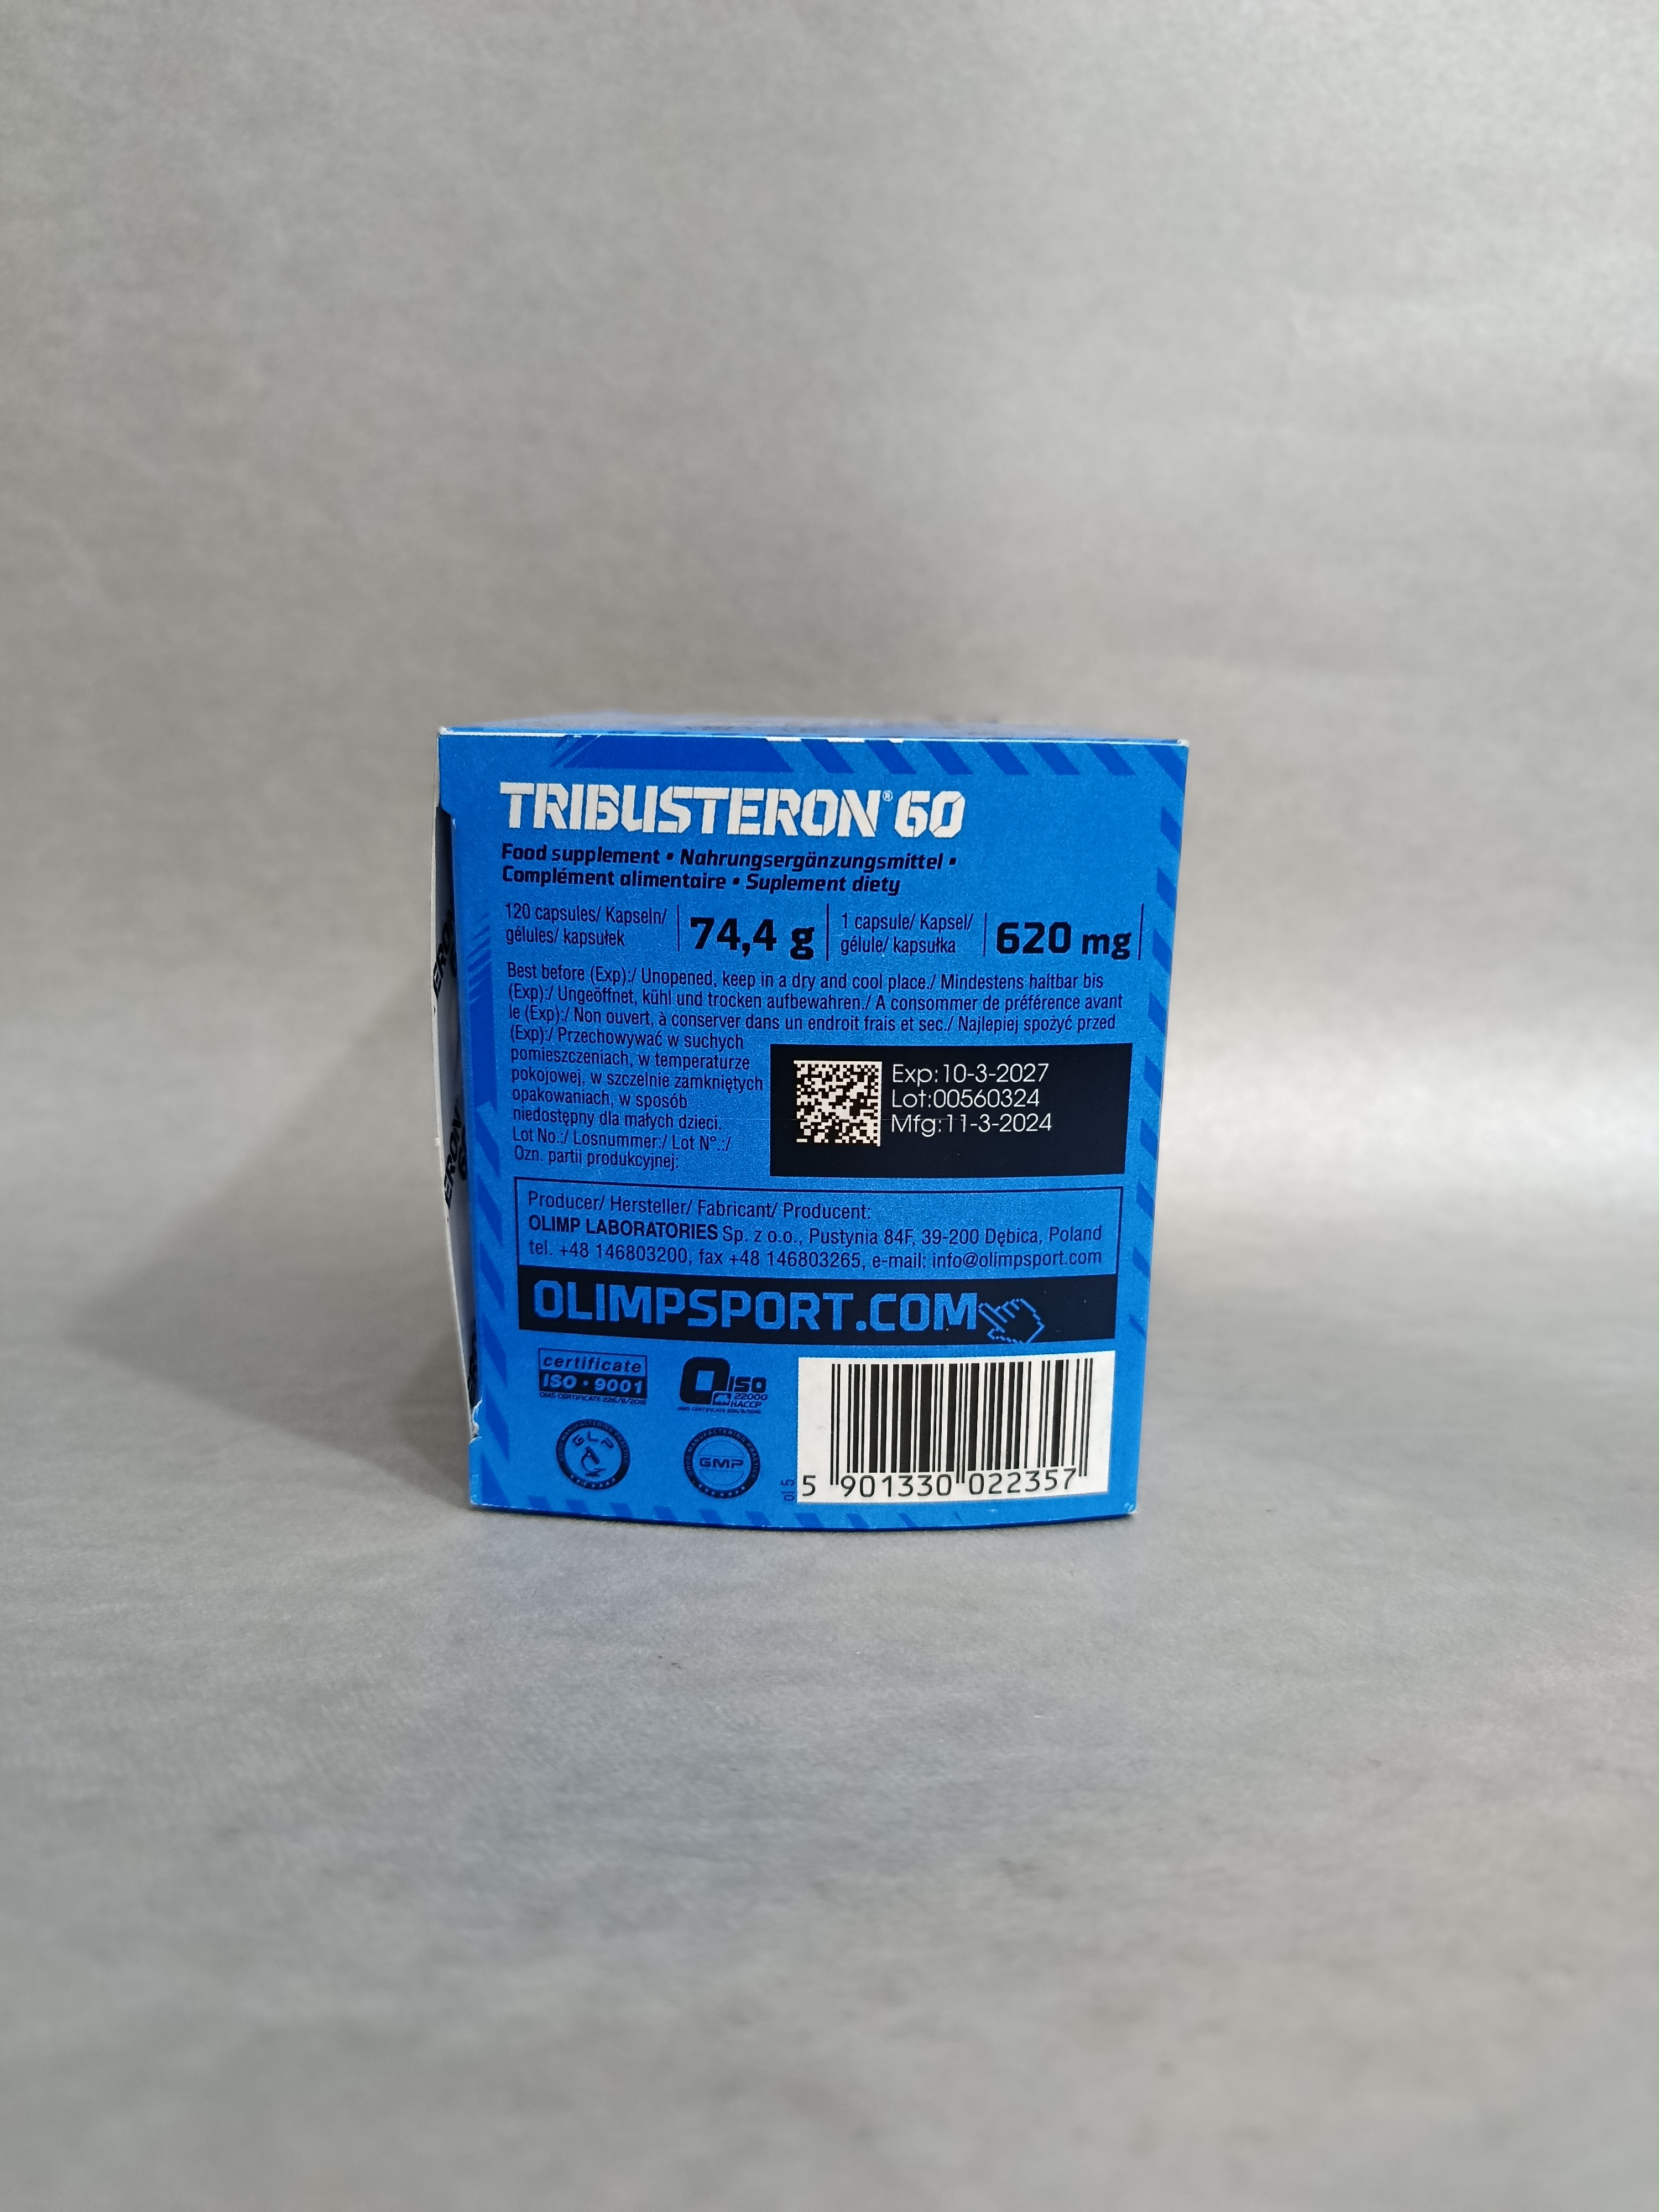 TRIBUSTERON® 60
Food supplement • Nahrungsergänzungsmittel •
Complément alimentaire • Suplement diety
120 capsules/ Kapseln/
gélules/ kapsułek
74,4 g
1 capsule/ Kapsel/
gélule/ kapsułka
620 mg
Best before (Exp):/ Unopened, keep in a dry and cool place./ Mindestens haltbar bis
(Exp):/ Ungeöffnet, kühl und trocken aufbewahren./ A consommer de préférence avant
le (Exp):/ Non ouvert, à conserver dans un endroit frais et sec./ Najlepiej spożyć przed
(Exp):/ Przechowywać w suchych
pomieszczeniach, w temperaturze
pokojowej, w szczelnie zamkniętych
opakowaniach, w sposób
niedostępny dla małych dzieci.
Lot No.:/ Losnummer:/ Lot N°.:/
Ozn. partii produkcyjnej:
Exp:10-3-2027
Lot:00560324
Mfg:11-3-2024
Producer/ Hersteller/ Fabricant/ Producent:
OLIMP LABORATORIES Sp. z o.o., Pustynia 84F, 39-200 Dębica, Poland
tel. +48 146803200, fax +48 146803265, e-mail: info@olimpsport.com
OLIMPSPORT.COM
certificate
ISO • 9001
ISO
22000
HACCP
GLP
GMP
ol 5
5 901330 022357